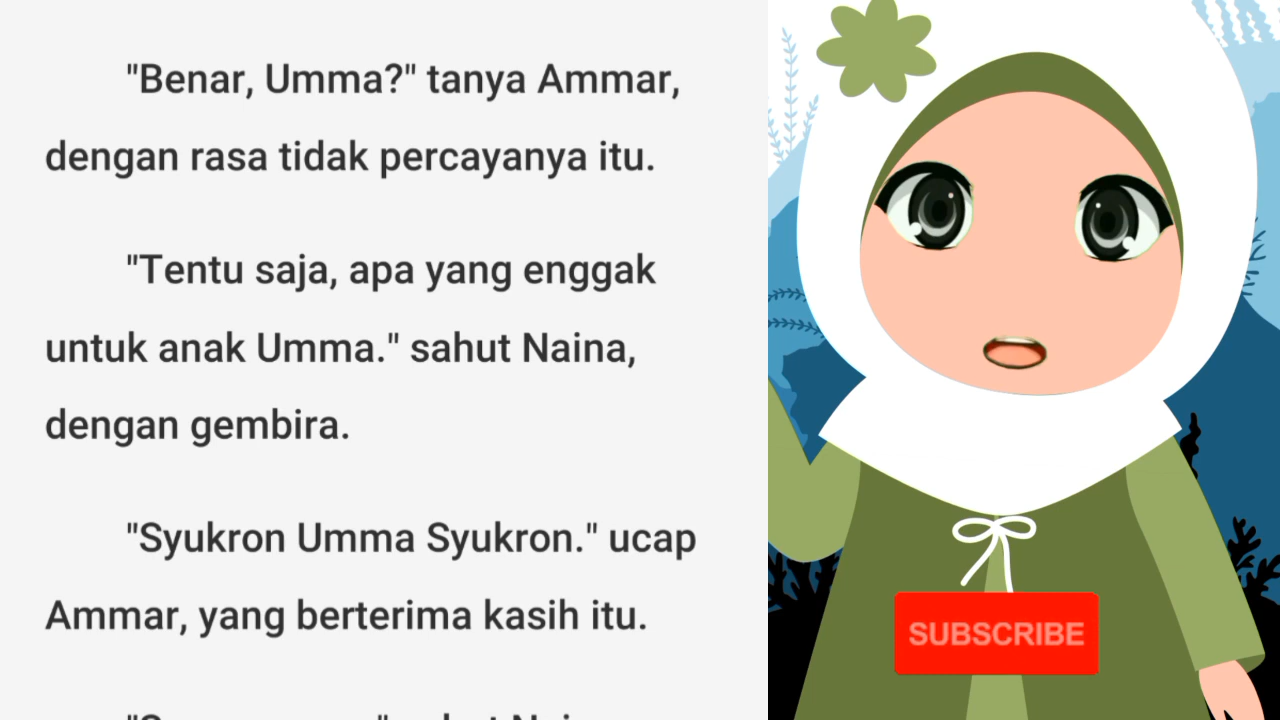 "Benar, Umma?" tanya Ammar,
dengan rasa tidak percayanya itu.
"Tentu saja, apa yang enggak
untuk anak Umma." sahut Naina,
dengan gembira.
"Syukron Umma Syukron." ucap
Ammar, yang berterima kasih itu.
SUBSCRIBE